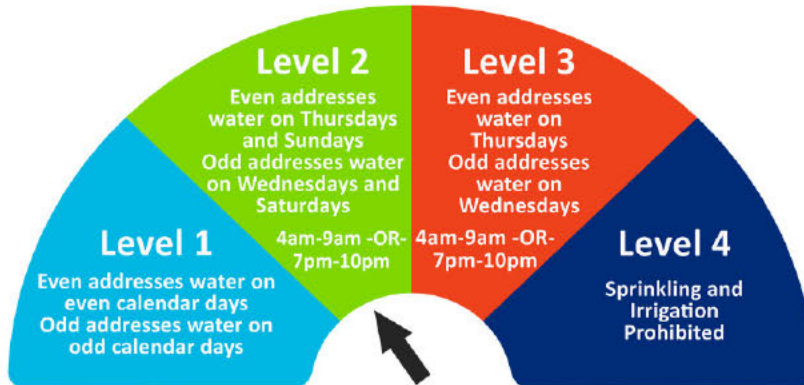 Level 1
Even addresses water on
even calendar days
Odd addresses water on
odd calendar days
Level 2
Even addresses
water on Thursdays
and Sundays
Odd addresses water
on Wednesdays and
Saturdays
4am-9am -OR-
7pm-10pm
Level 3
Even addresses
water on
Thursdays
Odd addresses
water on
Wednesdays
4am-9am -OR-
7pm-10pm
Level 4
Sprinkling and
Irrigation
Prohibited